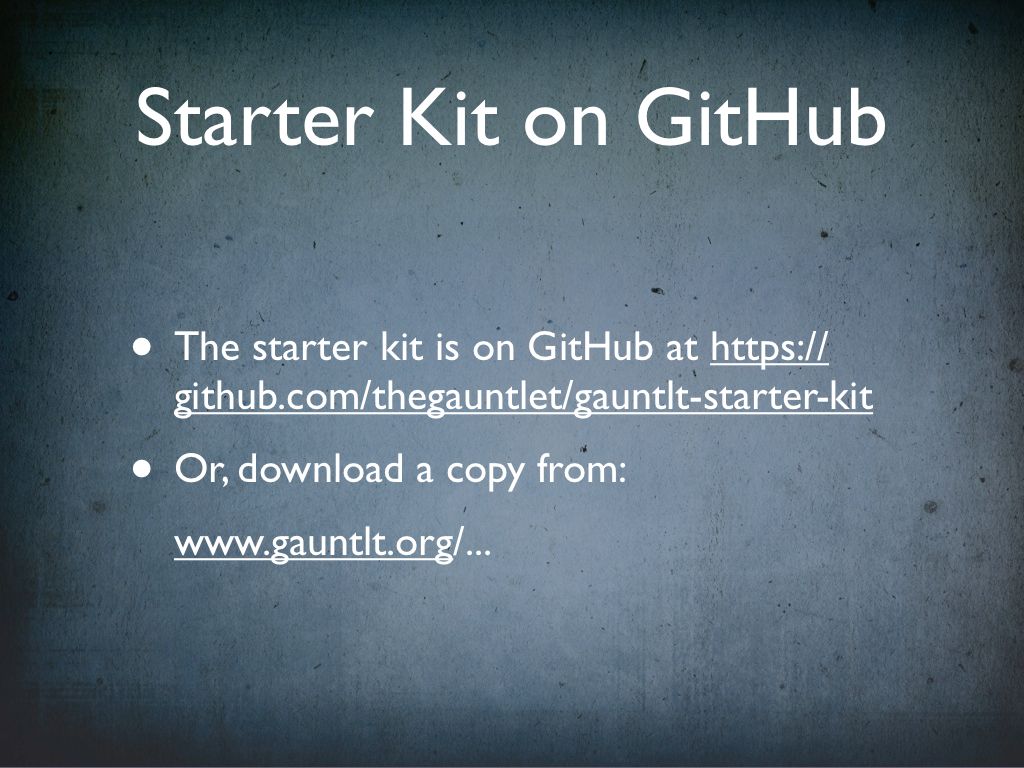 Starter Kit on GitHub
• The starter kit is on GitHub at https://
github.com/thegauntlet/gauntlt-starter-kit
• Or, download a copy from:
www.gauntlt.org/...